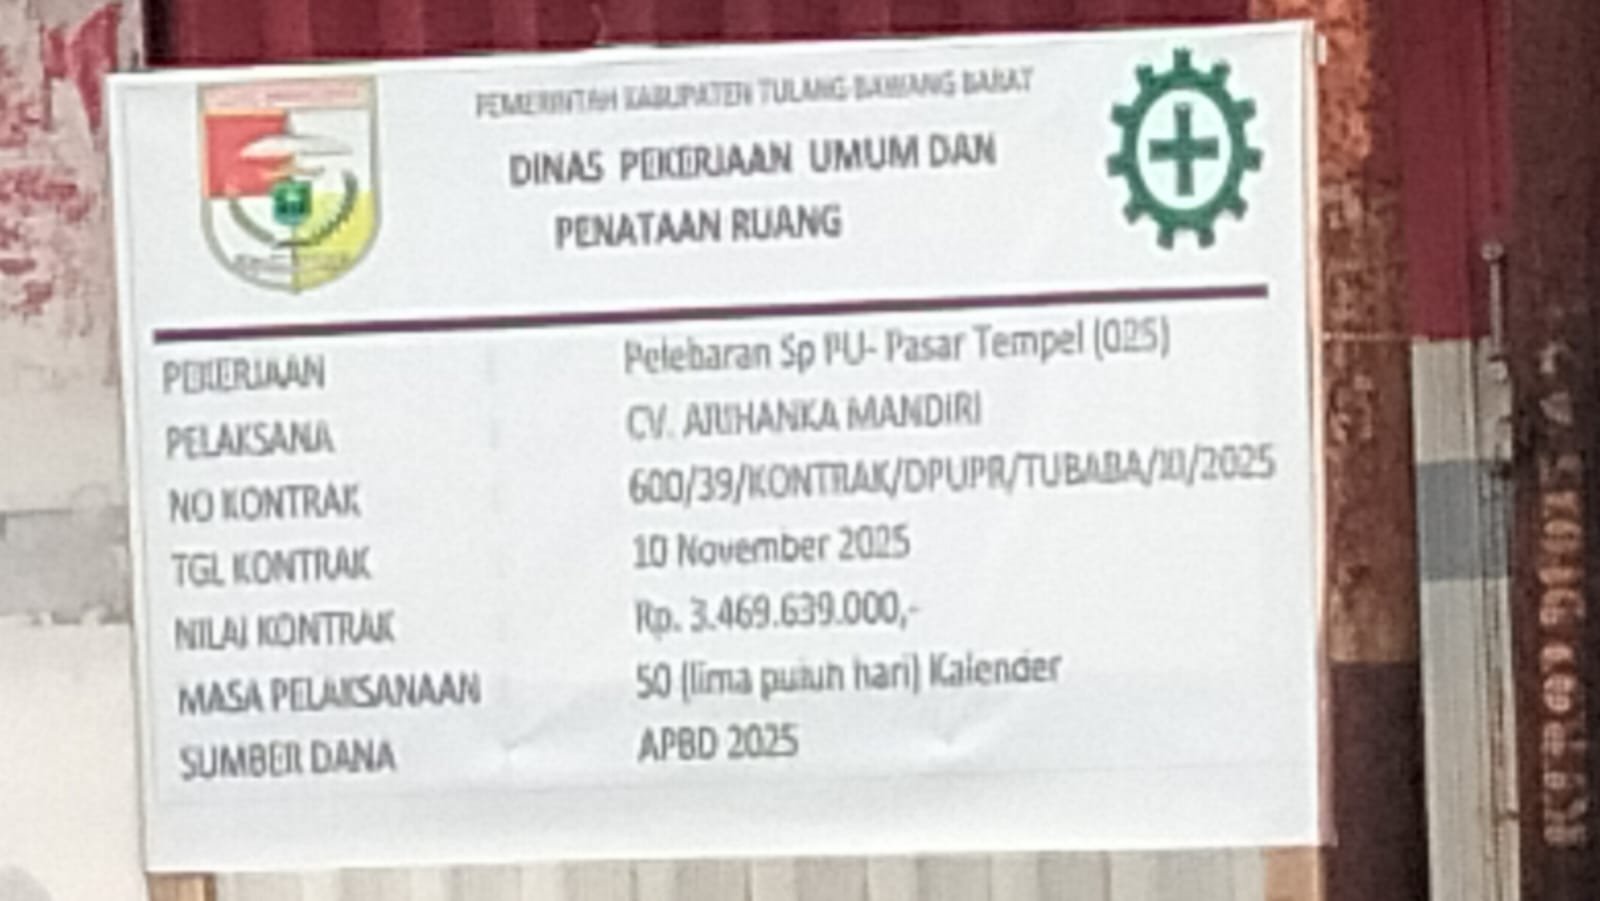 PEMERINTAH KABUPATEN TULANG BAWANG BARAT
DINAS PEKERJAAN UMUM DAN
PENATAAN RUANG
PEKERJAAN Pelebaran Sp PU- Pasar Tempel (025)
PELAKSANA CV. ARIHANKA MANDIRI
NO KONTRAK 600/39/KONTRAK/DPUPR/TUBABA/XI/2025
TGL KONTRAK 10 November 2025
NILAI KONTRAK Rp. 3.469.639.000,-
MASA PELAKSANAAN 50 (lima puluh hari) Kalender
SUMBER DANA APBD 2025